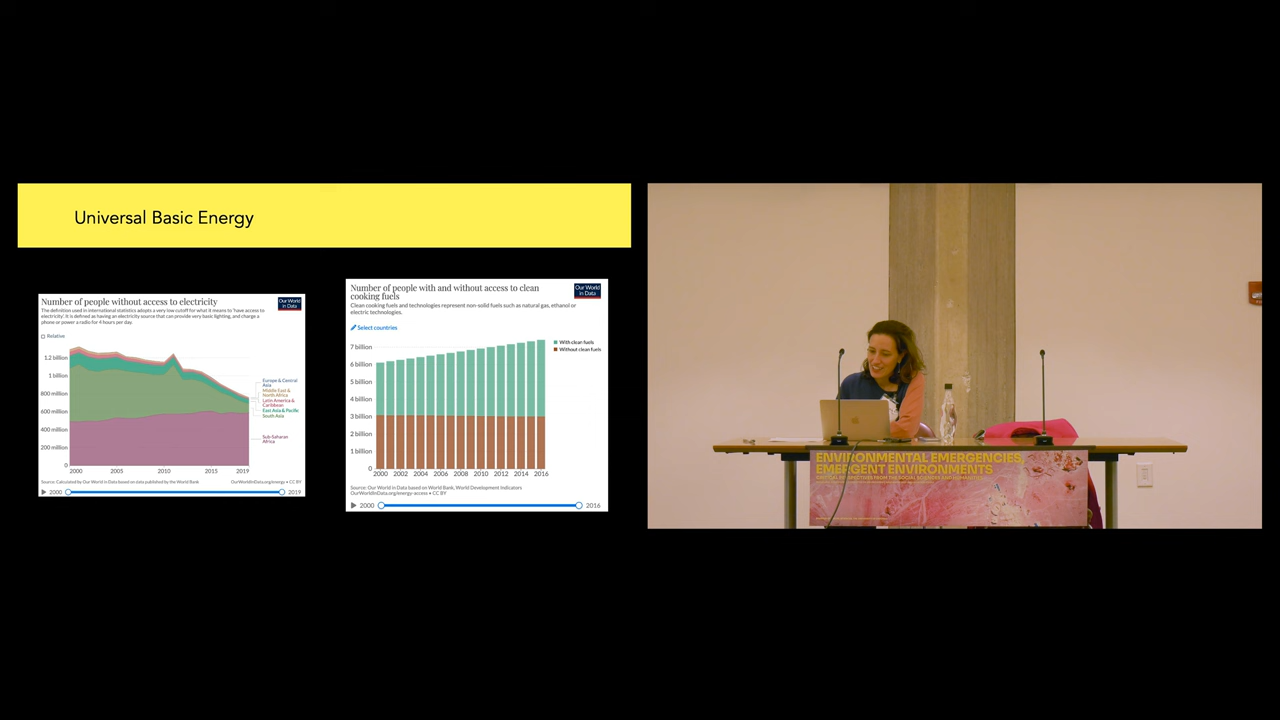 Universal Basic Energy
Number of people without access to electricity
The definition used in international statistics adopts a very low cutoff for what it means to 'have access to
electricity'. It is defined as having an electricity source that can provide very basic lighting, and charge a
phone or power a radio for 4 hours per day.
Our World
in Data
Relative
1.2 billion
1 billion
800 million
600 million
400 million
200 million
0
2000
2005
2010
2015
2019
Europe & Central
Asia
Middle East &
North Africa
Latin America &
Caribbean
East Asia & Pacific
South Asia
Sub-Saharan
Africa
Source: Calculated by Our World in Data based on data published by the World Bank
OurWorldInData.org/energy • CC BY
2000
2019
Number of people with and without access to clean
cooking fuels
Clean cooking fuels and technologies represent non-solid fuels such as natural gas, ethanol or
electric technologies.
Our World
in Data
Select countries
7 billion
6 billion
5 billion
4 billion
3 billion
2 billion
1 billion
0
2000
2002
2004
2006
2008
2010
2012
2014
2016
With clean fuels
Without clean fuels
Source: Our World in Data based on World Bank, World Development Indicators
OurWorldInData.org/energy-access • CC BY
2000
2016
ENVIRONMENTAL EMERGENCIES,
EMERGENT ENVIRONMENTS
CRITICAL PERSPECTIVES FROM THE SOCIAL SCIENCES AND HUMANITIES